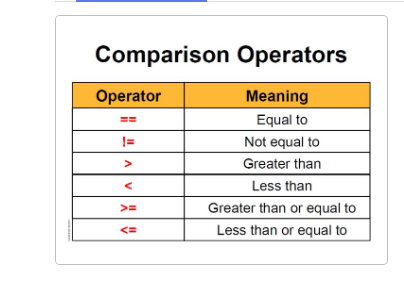 Comparison Operators
Operator Meaning
== Equal to
!= Not equal to
> Greater than
< Less than
>= Greater than or equal to
<= Less than or equal to